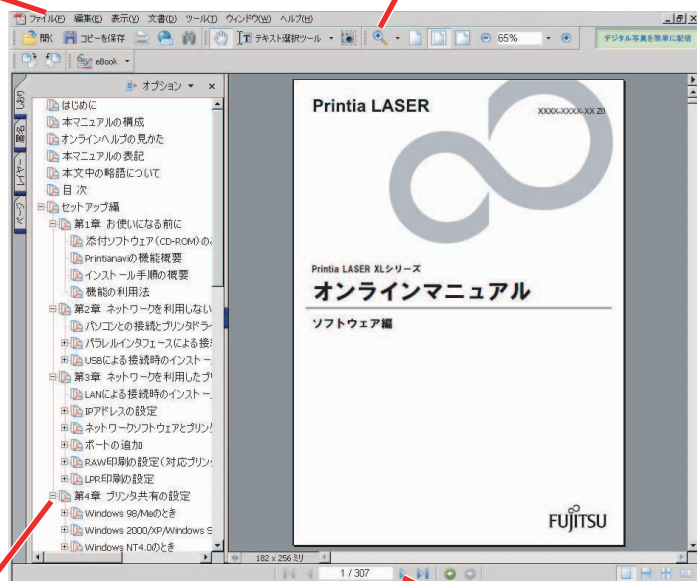 ファイル(F) 編集(E) 表示(V) 文書(D) ツール(T) ウィンドウ(W) ヘルプ(H)
開く コピーを保存 テキスト選択ツール 65% デジタル写真を簡単に配信
eBook
オプション
しおり
署名
レイヤ
ページ
はじめに
本マニュアルの構成
オンラインヘルプの見かた
本マニュアルの表記
本文中の略語について
目 次
セットアップ編
第1章 お使いになる前に
添付ソフトウェア(CD-ROM)の
Printianaviの機能概要
インストール手順の概要
機能の利用法
第2章 ネットワークを利用しない
パソコンとの接続とプリンタドラ
パラレルインタフェースによる接
USBによる接続時のインストー
第3章 ネットワークを利用したプ
LANによる接続時のインストー
IPアドレスの設定
ネットワークソフトウェアとプリン
ポートの追加
RAW印刷の設定(対応プリン
LPR印刷の設定
第4章 プリンタ共有の設定
Windows 98/Meのとき
Windows 2000/XP/Windows S
Windows NT4.0のとき
Printia LASER
XXXX-XXXX-XX Z0
Printia LASER XLシリーズ
オンラインマニュアル
ソフトウェア編
FUJITSU
182 x 256 ミリ
1 / 307